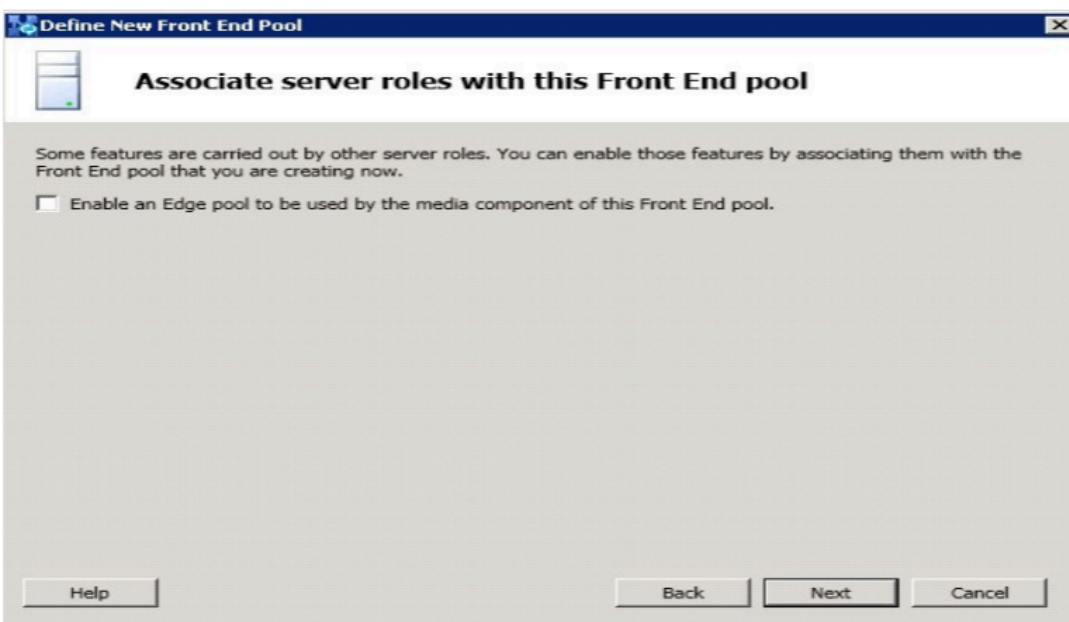 Define New Front End Pool
Associate server roles with this Front End pool
Some features are carried out by other server roles. You can enable those features by associating them with the
Front End pool that you are creating now.
Enable an Edge pool to be used by the media component of this Front End pool.
Help
Back
Next
Cancel